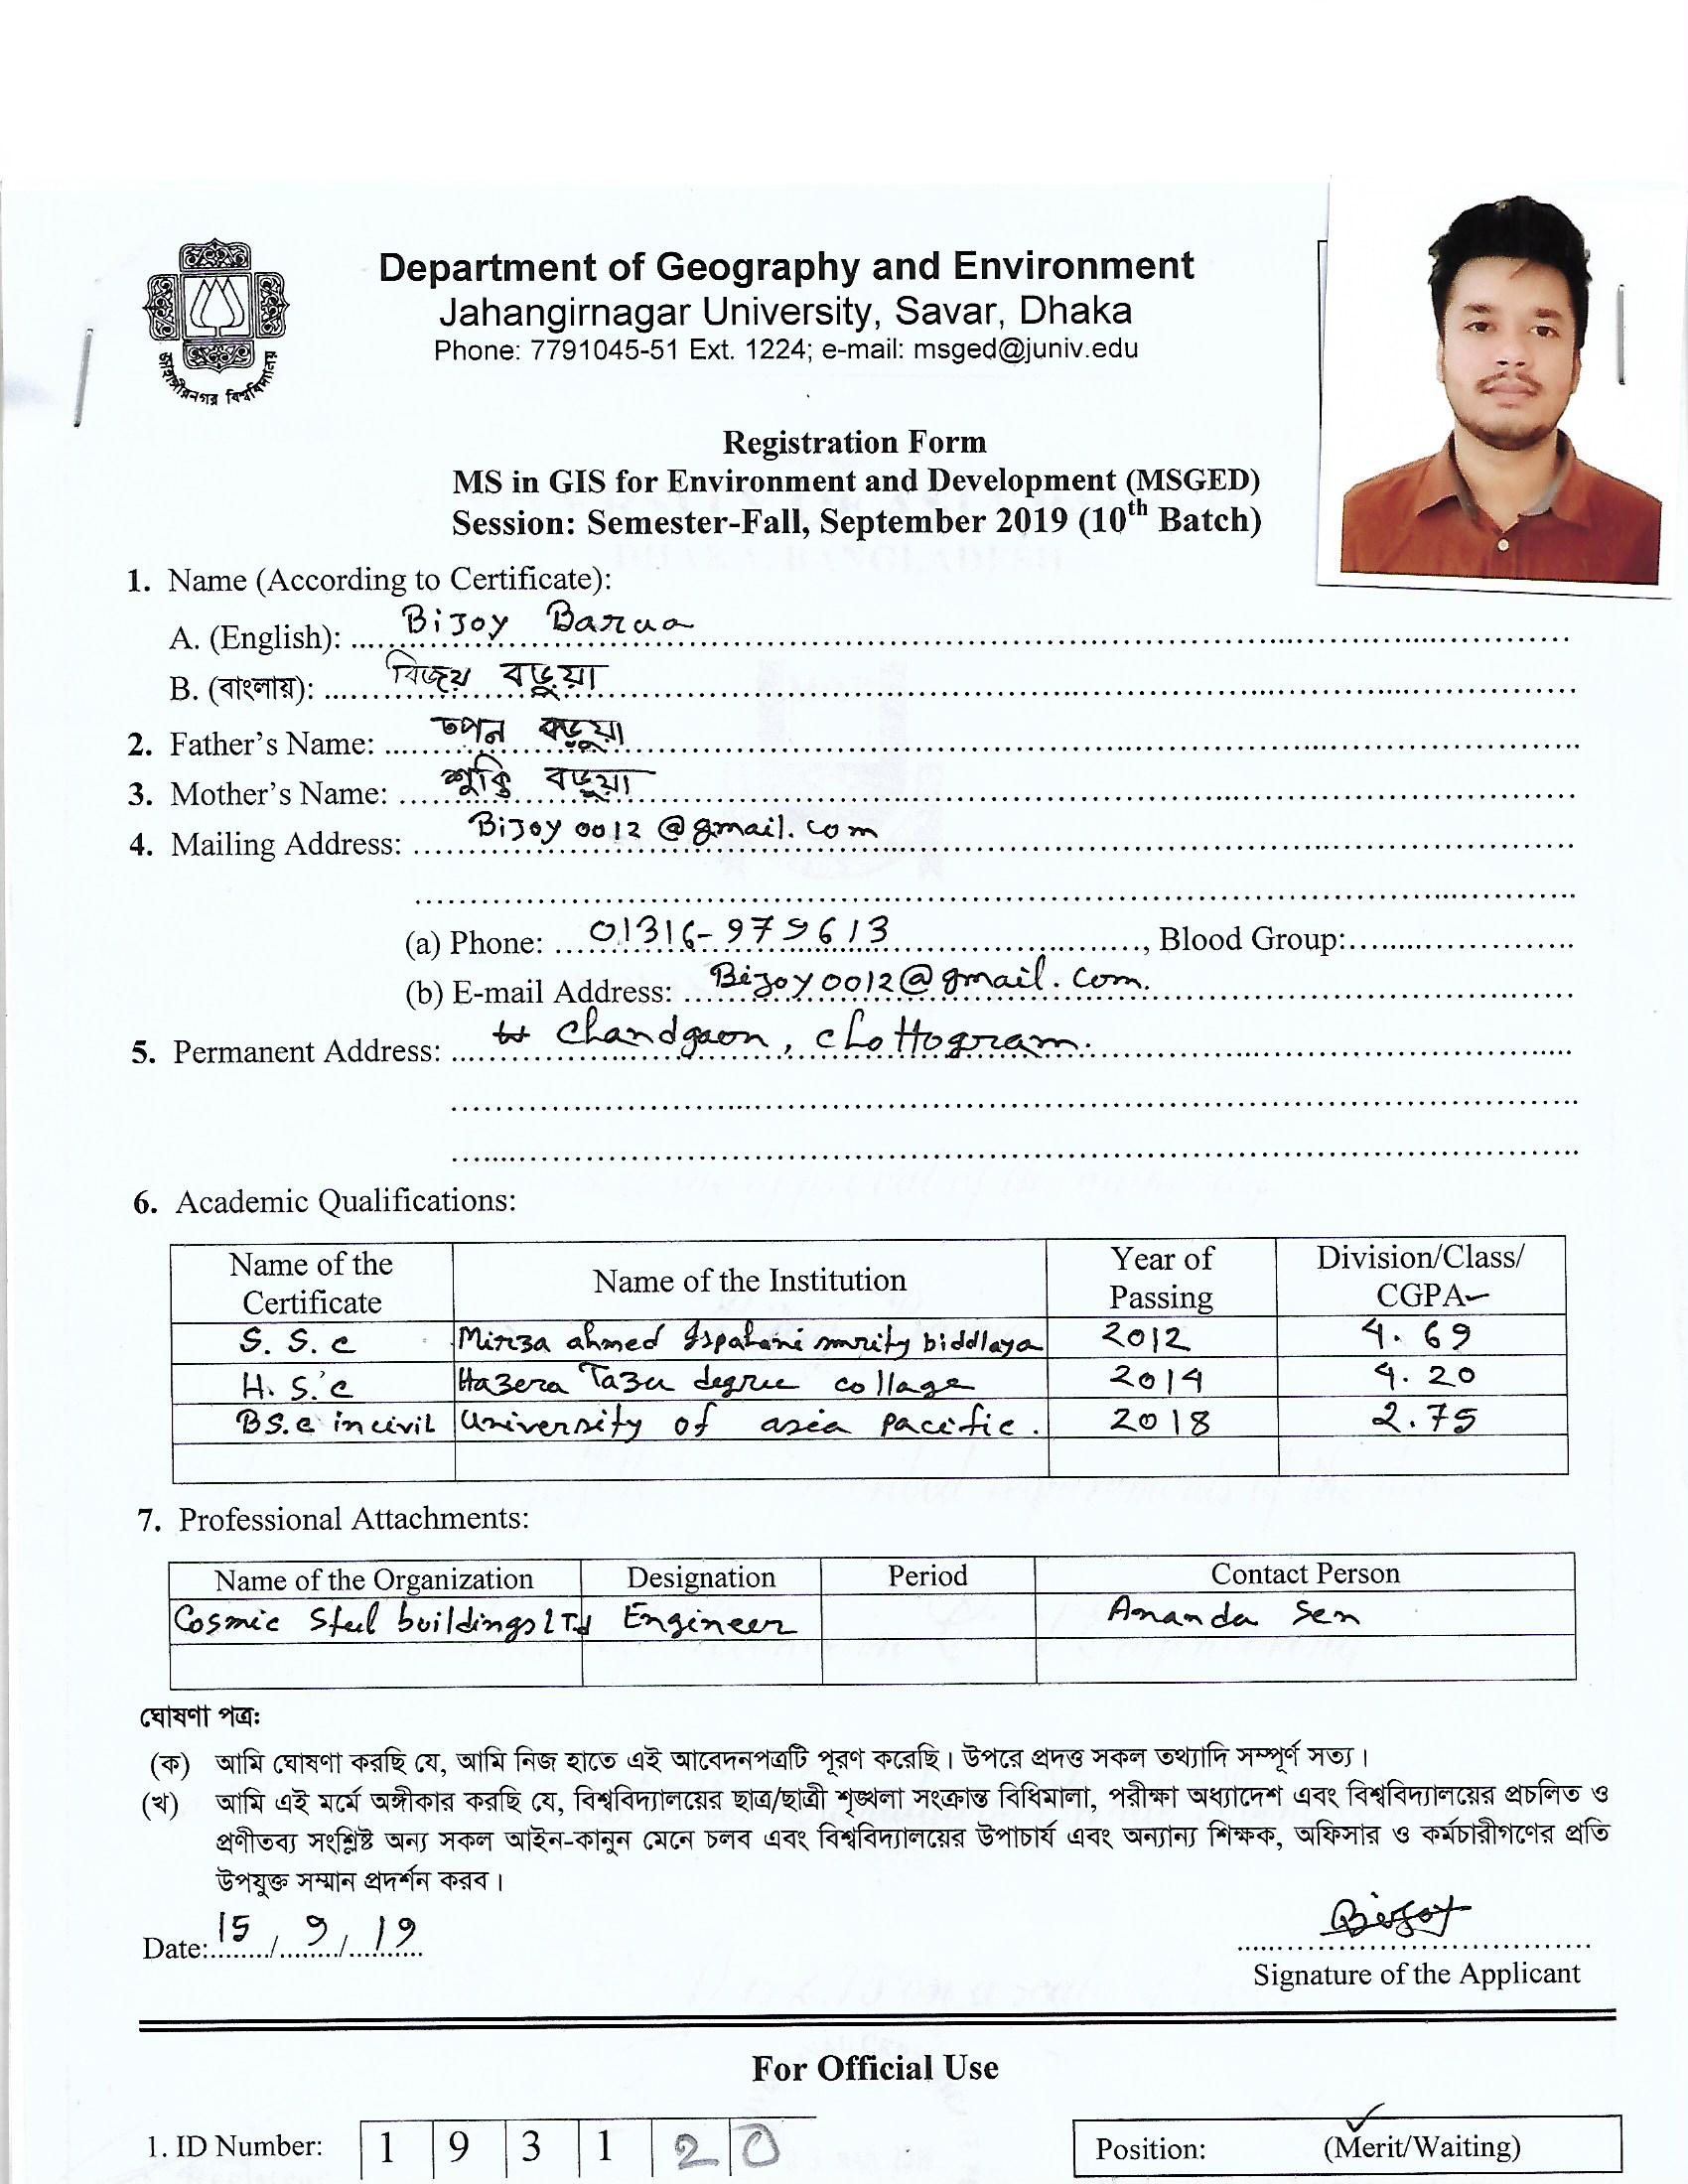 জাহাঙ্গীরনগর বিশ্ববিদ্যালয়
Department of Geography and Environment
Jahangirnagar University, Savar, Dhaka
Phone: 7791045-51 Ext. 1224; e-mail: msged@juniv.edu
Registration Form
MS in GIS for Environment and Development (MSGED)
Session: Semester-Fall, September 2019 (10th Batch)
1. Name (According to Certificate):
A. (English): Bijoy Barua
B. (বাংলায়): বিজয় বড়ুয়া
2. Father's Name: তপন বড়ুয়া
3. Mother's Name: শুক্তি বড়ুয়া
4. Mailing Address: Bijoy0012@gmail.com
(a) Phone: 01316-979613, Blood Group:
(b) E-mail Address: Bijoy0012@gmail.com.
5. Permanent Address: Chandgaon, chottogram.
6. Academic Qualifications:
Name of the Certificate Name of the Institution Year of Passing Division/Class/CGPA
S. S. c Mirza ahmed Ispahani smrity biddlaya 2012 4.69
H. S. c Hazera Tazu degree collage 2014 4.20
BS.c in civil University of asia pacific. 2018 2.75
7. Professional Attachments:
Name of the Organization Designation Period Contact Person
Cosmic Steel buildings LTd Engineer Ananda Sen
ঘোষণা পত্র:
(ক) আমি ঘোষণা করছি যে, আমি নিজ হাতে এই আবেদনপত্রটি পূরণ করেছি। উপরে প্রদত্ত সকল তথ্যাদি সম্পূর্ণ সত্য।
(খ) আমি এই মর্মে অঙ্গীকার করছি যে, বিশ্ববিদ্যালয়ের ছাত্র/ছাত্রী শৃঙ্খলা সংক্রান্ত বিধিমালা, পরীক্ষা অধ্যাদেশ এবং বিশ্ববিদ্যালয়ের প্রচলিত ও
প্রণীতব্য সংশ্লিষ্ট অন্য সকল আইন-কানুন মেনে চলব এবং বিশ্ববিদ্যালয়ের উপাচার্য এবং অন্যান্য শিক্ষক, অফিসার ও কর্মচারীগণের প্রতি
উপযুক্ত সম্মান প্রদর্শন করব।
Date: 15/9/19
Bijoy
Signature of the Applicant
For Official Use
1. ID Number: 1 9 3 1 2 0
Position: (Merit/Waiting)